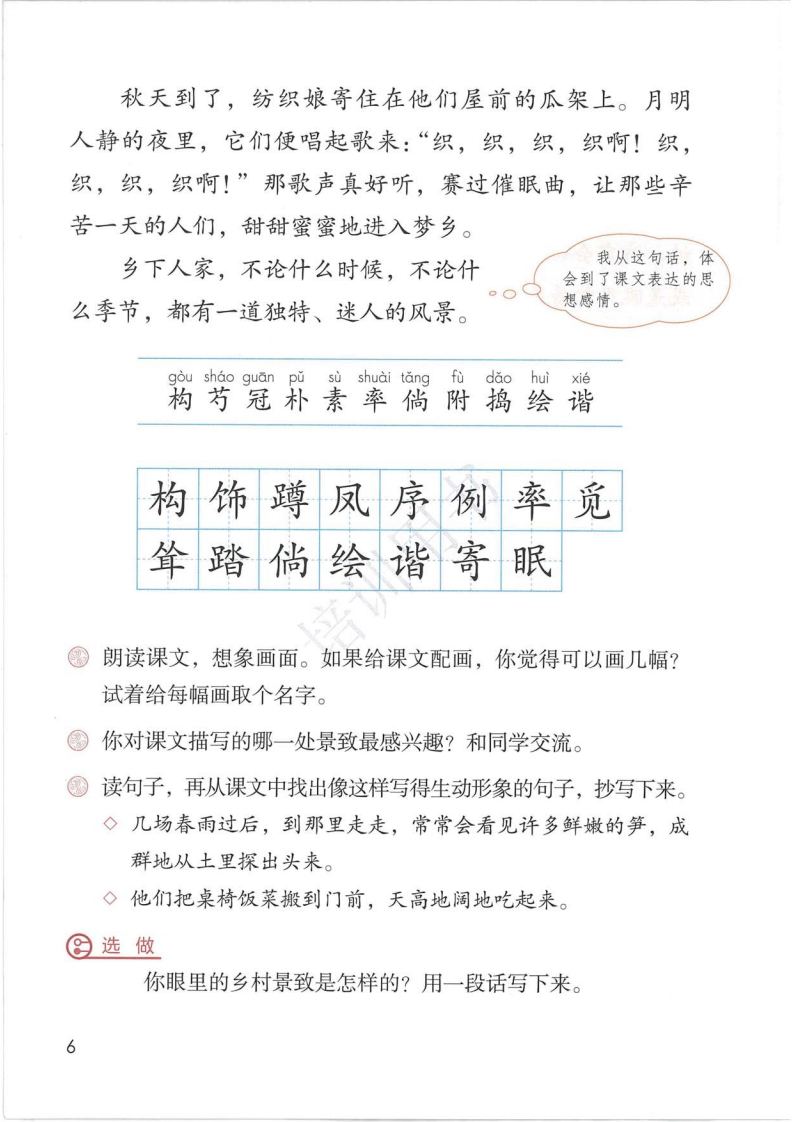 秋天到了，纺织娘寄住在他们屋前的瓜架上。月明
人静的夜里，它们便唱起歌来：“织，织，织，织啊！织，
织，织，织啊！”那歌声真好听，赛过催眠曲，让那些辛
苦一天的人们，甜甜蜜蜜地进入梦乡。
乡下人家，不论什么时候，不论什
么季节，都有一道独特、迷人的风景。
我从这句话，体
会到了课文表达的思
想感情。
gòu sháo guān pǔ sù shuài tǎng fù dǎo huì xié
构 芍 冠 朴 素 率 倘 附 捣 绘 谐
构 饰 蹲 凤 序 例 率 觅
耸 踏 倘 绘 谐 寄 眠
培训用书
朗读课文，想象画面。如果给课文配画，你觉得可以画几幅？
试着给每幅画取个名字。
你对课文描写的哪一处景致最感兴趣？和同学交流。
读句子，再从课文中找出像这样写得生动形象的句子，抄写下来。
◇ 几场春雨过后，到那里走走，常常会看见许多鲜嫩的笋，成
群地从土里探出头来。
◇ 他们把桌椅饭菜搬到门前，天高地阔地吃起来。
选做
你眼里的乡村景致是怎样的？用一段话写下来。
6